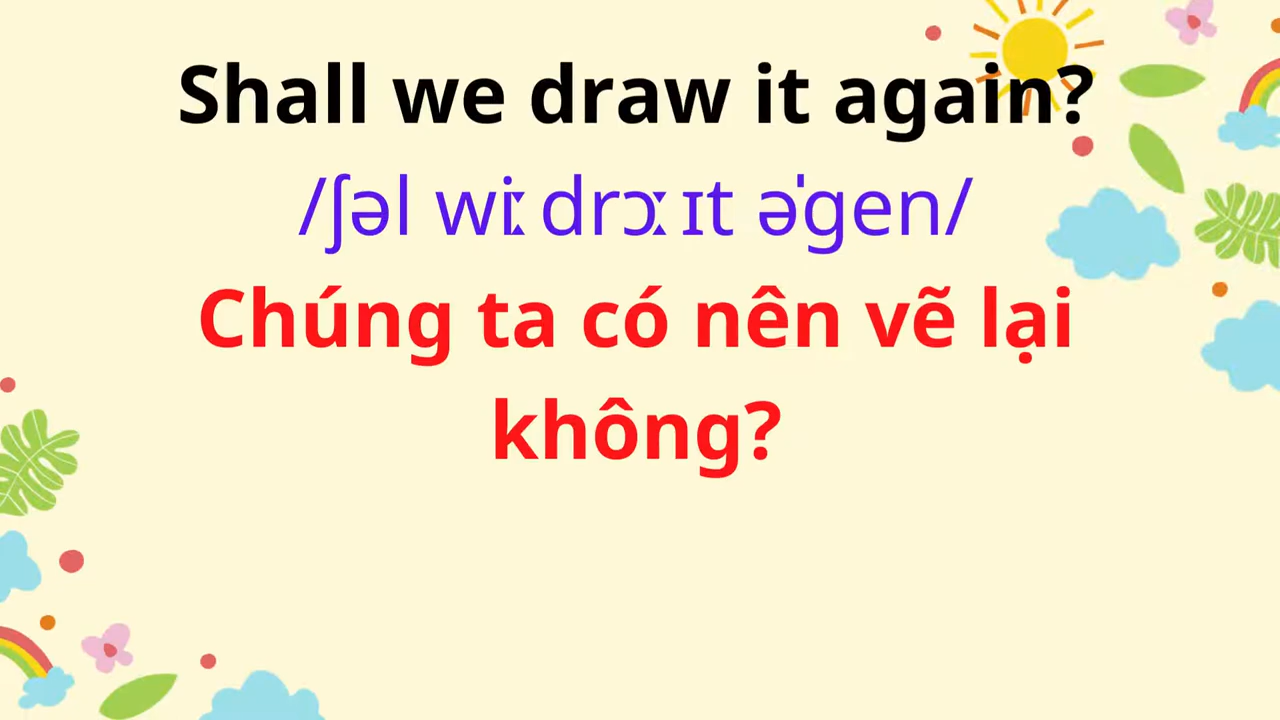 Shall we draw it again?
/ʃəl wiː drɔː ɪt əˈgen/
Chúng ta có nên vẽ lại
không?